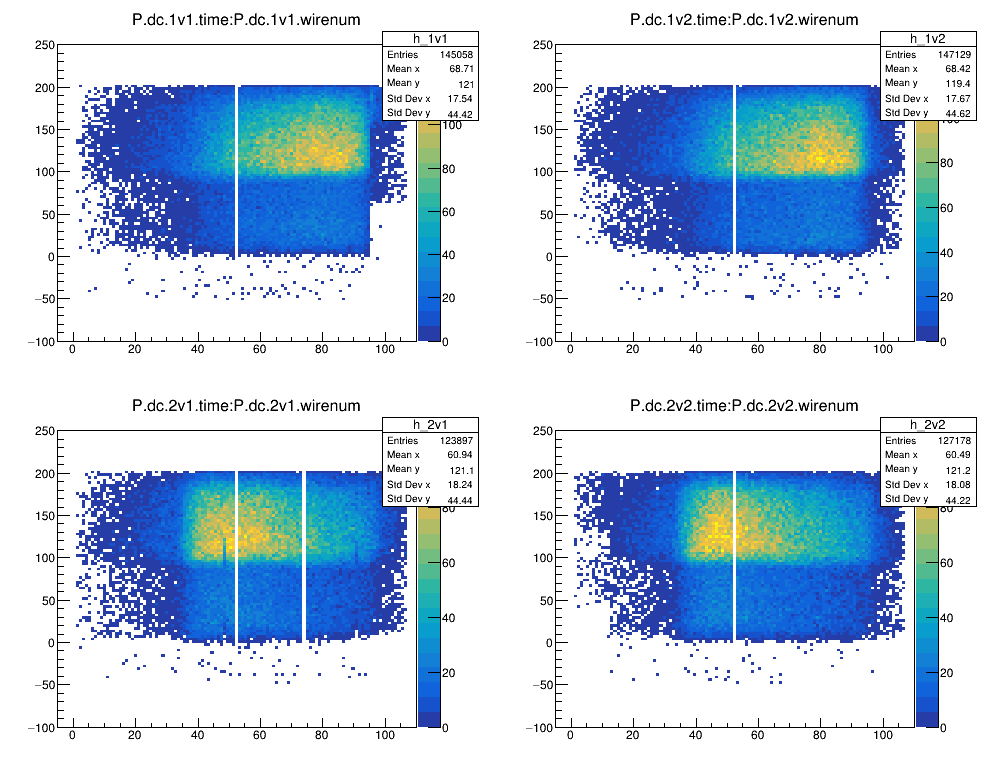 P.dc.1v1.time:P.dc.1v1.wirenum
h_1v1
Entries 145058
Mean x 68.71
Mean y 121
Std Dev x 17.54
Std Dev y 44.42
250
200
150
100
50
0
−50
−100
0 20 40 60 80 100
100
80
60
40
20
0
P.dc.1v2.time:P.dc.1v2.wirenum
h_1v2
Entries 147129
Mean x 68.42
Mean y 119.4
Std Dev x 17.67
Std Dev y 44.62
250
200
150
100
50
0
−50
−100
0 20 40 60 80 100
100
80
60
40
20
0
P.dc.2v1.time:P.dc.2v1.wirenum
h_2v1
Entries 123897
Mean x 60.94
Mean y 121.1
Std Dev x 18.24
Std Dev y 44.44
250
200
150
100
50
0
−50
−100
0 20 40 60 80 100
80
60
40
20
0
P.dc.2v2.time:P.dc.2v2.wirenum
h_2v2
Entries 127178
Mean x 60.49
Mean y 121.2
Std Dev x 18.08
Std Dev y 44.22
250
200
150
100
50
0
−50
−100
0 20 40 60 80 100
80
60
40
20
0